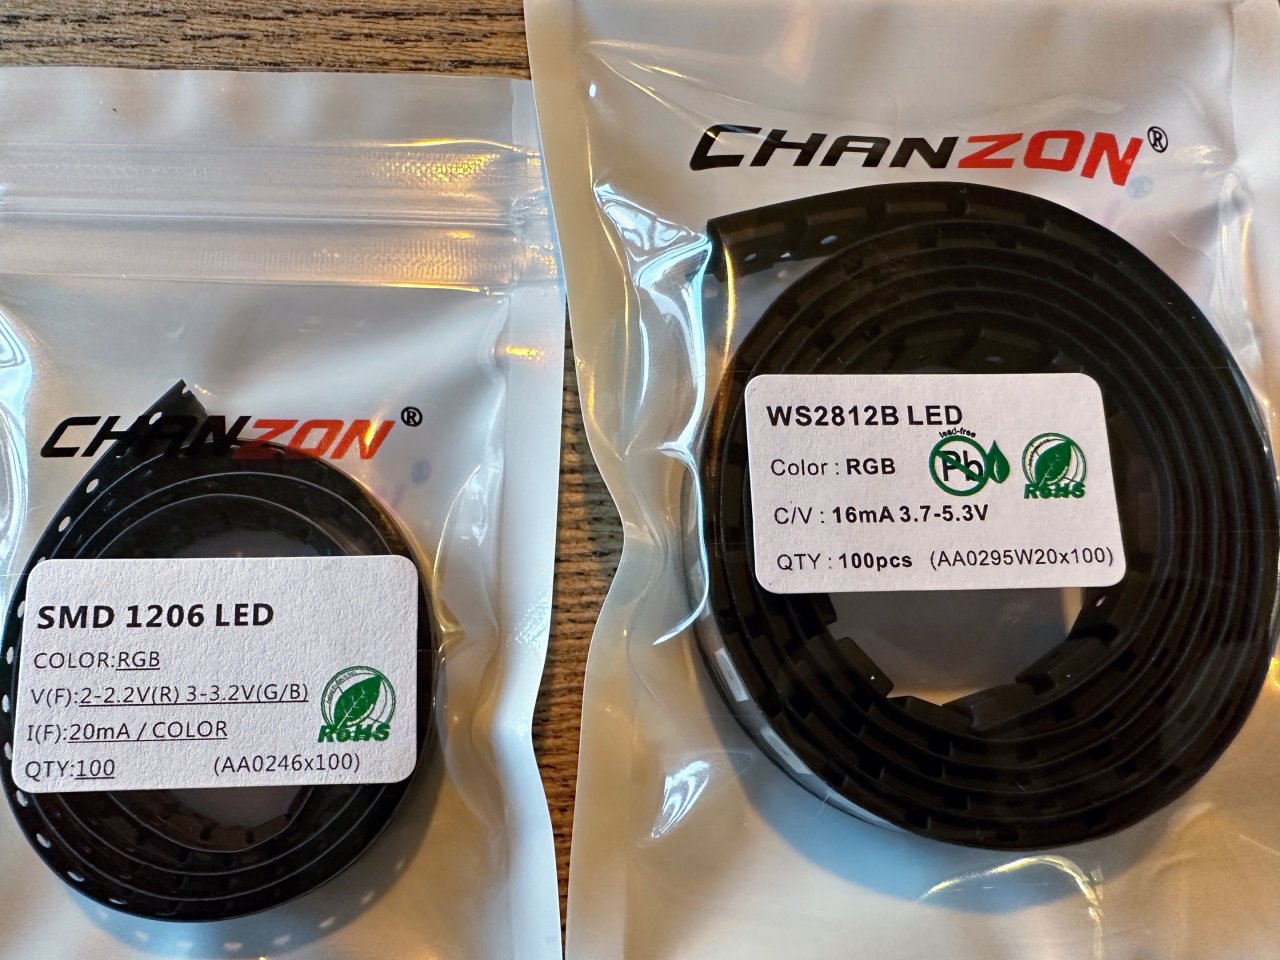 CHANZON®
SMD 1206 LED
COLOR:RGB
V(F):2-2.2V(R) 3-3.2V(G/B)
I(F):20mA / COLOR
RoHS
QTY:100 (AA0246x100)
CHANZON®
WS2812B LED
lead-free
Color : RGB Pb
RoHS
C/V : 16mA 3.7-5.3V
QTY : 100pcs (AA0295W20x100)